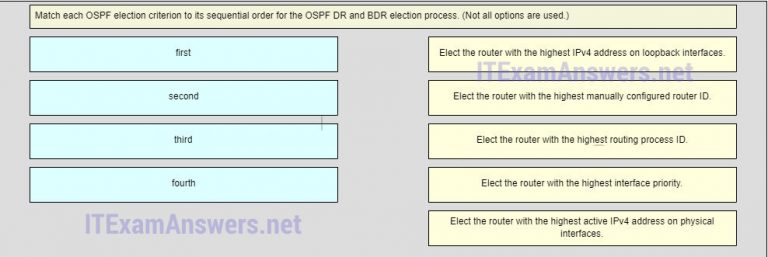 Match each OSPF election criterion to its sequential order for the OSPF DR and BDR election process. (Not all options are used.)
first
Elect the router with the highest IPv4 address on loopback interfaces.
ITExamAnswers.net
second
Elect the router with the highest manually configured router ID.
third
Elect the router with the highest routing process ID.
fourth
Elect the router with the highest interface priority.
ITExamAnswers.net
Elect the router with the highest active IPv4 address on physical
interfaces.